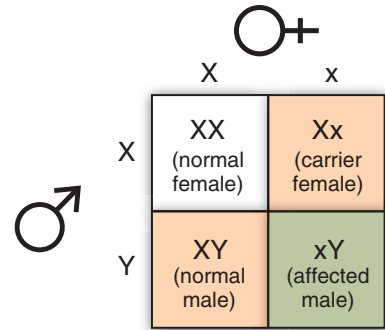 X x
X
XX
(normal
female)
Xx
(carrier
female)
Y
XY
(normal
male)
xY
(affected
male)